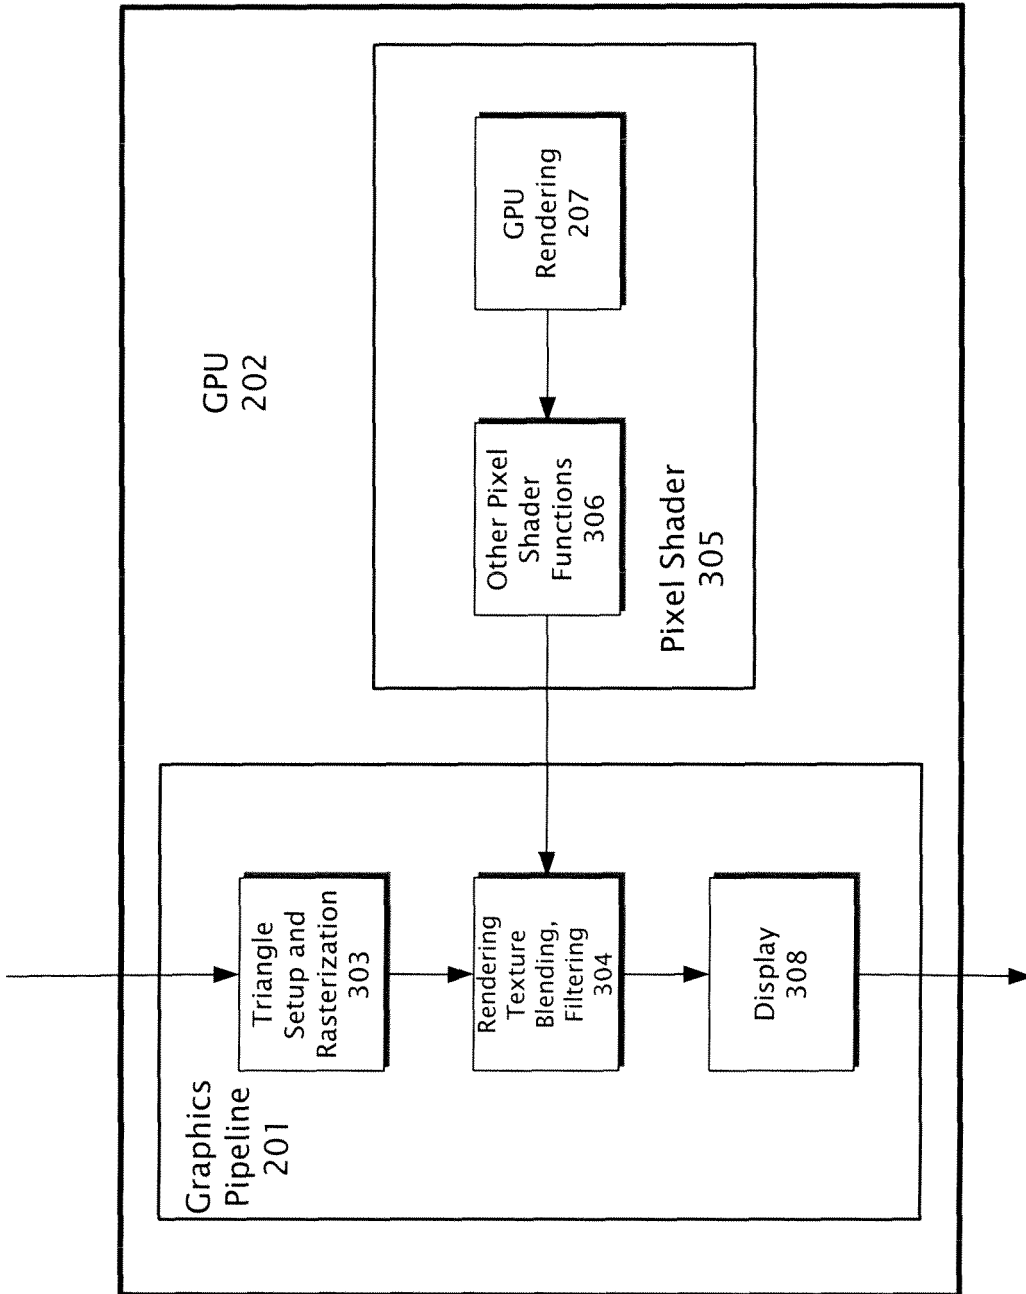 Graphics
Pipeline
201
Triangle
Setup and
Rasterization
303
Rendering
Texture
Blending,
Filtering
304
Display
308
GPU
202
Other Pixel
Shader
Functions
306
GPU
Rendering
207
Pixel Shader
305